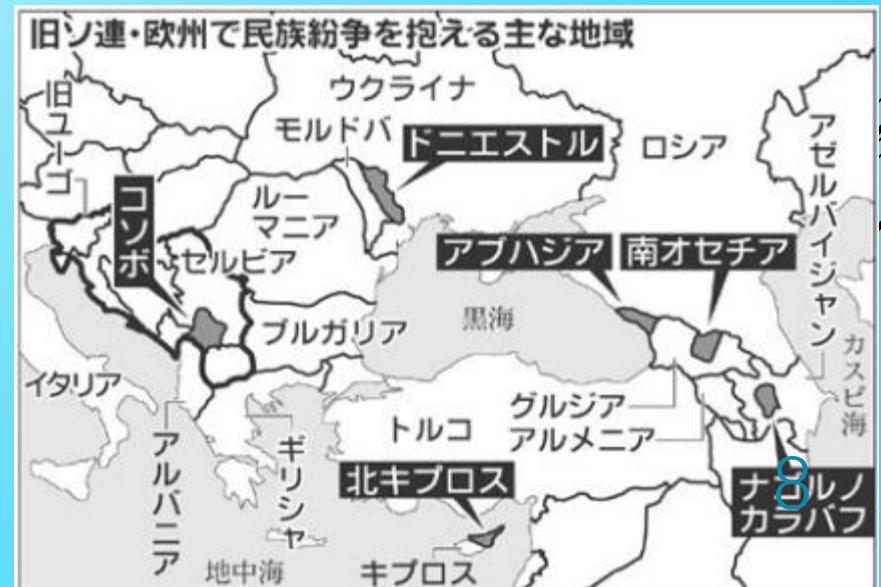 旧ソ連・欧州で民族紛争を抱える主な地域
旧ユーゴ
ウクライナ
モルドバ
ドニエストル
ロシア
アゼルバイジャン
コソボ
ルー
マニア
セルビア
アブハジア
南オセチア
ブルガリア
黒海
カスピ海
イタリア
グルジア
アルメニア
トルコ
アルバニア
ギリシャ
北キプロス
ナゴルノ
カラバフ
8
地中海
キプロス